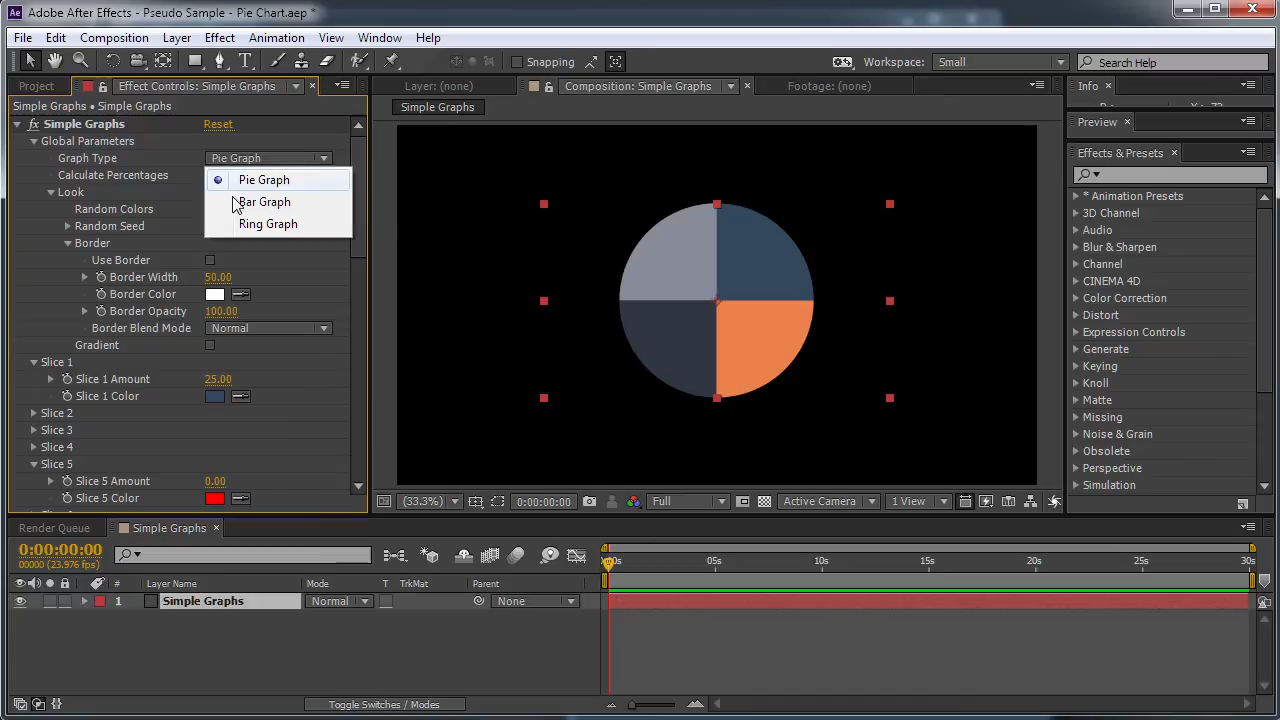 Ae Adobe After Effects - Pseudo Sample - Pie Chart.aep *
File Edit Composition Layer Effect Animation View Window Help
Snapping Workspace: Small Search Help
Project Effect Controls: Simple Graphs Layer: (none) Composition: Simple Graphs Footage: (none) Info
Simple Graphs • Simple Graphs
Simple Graphs
fx Simple Graphs Reset
Preview
Global Parameters
Effects & Presets
Graph Type Pie Graph
Calculate Percentages
Pie Graph
Bar Graph
Ring Graph
Look
Random Colors
Random Seed
Border
Use Border
Border Width 50.00
Border Color
Border Opacity 100.00
Border Blend Mode Normal
Gradient
Slice 1
Slice 1 Amount 25.00
Slice 1 Color
Slice 2
Slice 3
Slice 4
Slice 5
Slice 5 Amount 0.00
Slice 5 Color
* Animation Presets
3D Channel
Audio
Blur & Sharpen
Channel
CINEMA 4D
Color Correction
Distort
Expression Controls
Generate
Keying
Knoll
Matte
Missing
Noise & Grain
Obsolete
Perspective
Simulation
(33.3%) 0:00:00:00 Full Active Camera 1 View
Render Queue Simple Graphs
0:00:00:00
00000 (23.976 fps)
05s 10s 15s 20s 25s 30s
# Layer Name Mode T TrkMat Parent
1 Simple Graphs Normal None
Toggle Switches / Modes